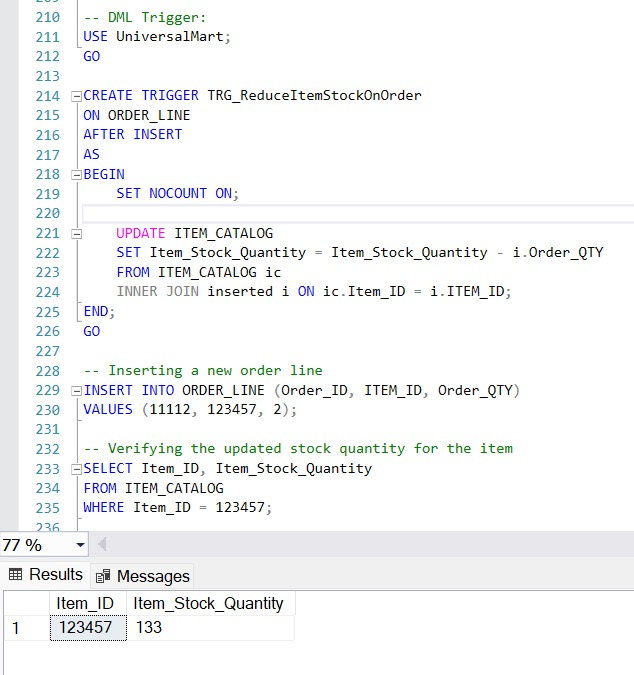 209
210 -- DML Trigger:
211 USE UniversalMart;
212 GO
213
214 CREATE TRIGGER TRG_ReduceItemStockOnOrder
215 ON ORDER_LINE
216 AFTER INSERT
217 AS
218 BEGIN
219 SET NOCOUNT ON;
220
221 UPDATE ITEM_CATALOG
222 SET Item_Stock_Quantity = Item_Stock_Quantity - i.Order_QTY
223 FROM ITEM_CATALOG ic
224 INNER JOIN inserted i ON ic.Item_ID = i.ITEM_ID;
225 END;
226 GO
227
228 -- Inserting a new order line
229 INSERT INTO ORDER_LINE (Order_ID, ITEM_ID, Order_QTY)
230 VALUES (11112, 123457, 2);
231
232 -- Verifying the updated stock quantity for the item
233 SELECT Item_ID, Item_Stock_Quantity
234 FROM ITEM_CATALOG
235 WHERE Item_ID = 123457;
236
77 %
Results Messages
Item_ID Item_Stock_Quantity
1 123457 133